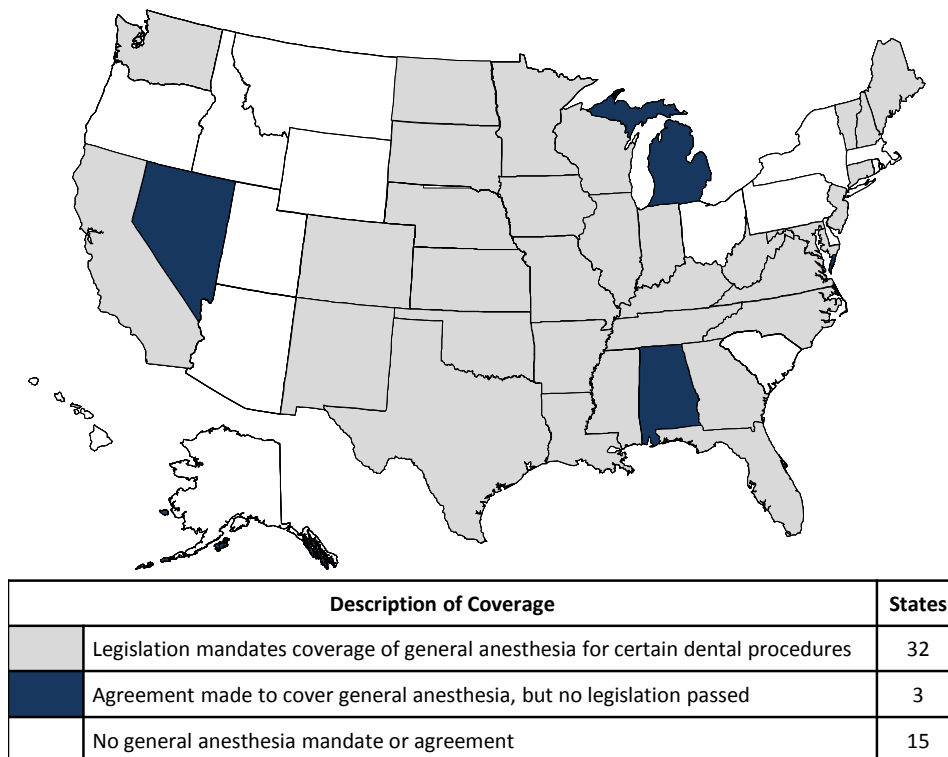 Description of Coverage States
Legislation mandates coverage of general anesthesia for certain dental procedures 32
Agreement made to cover general anesthesia, but no legislation passed 3
No general anesthesia mandate or agreement 15